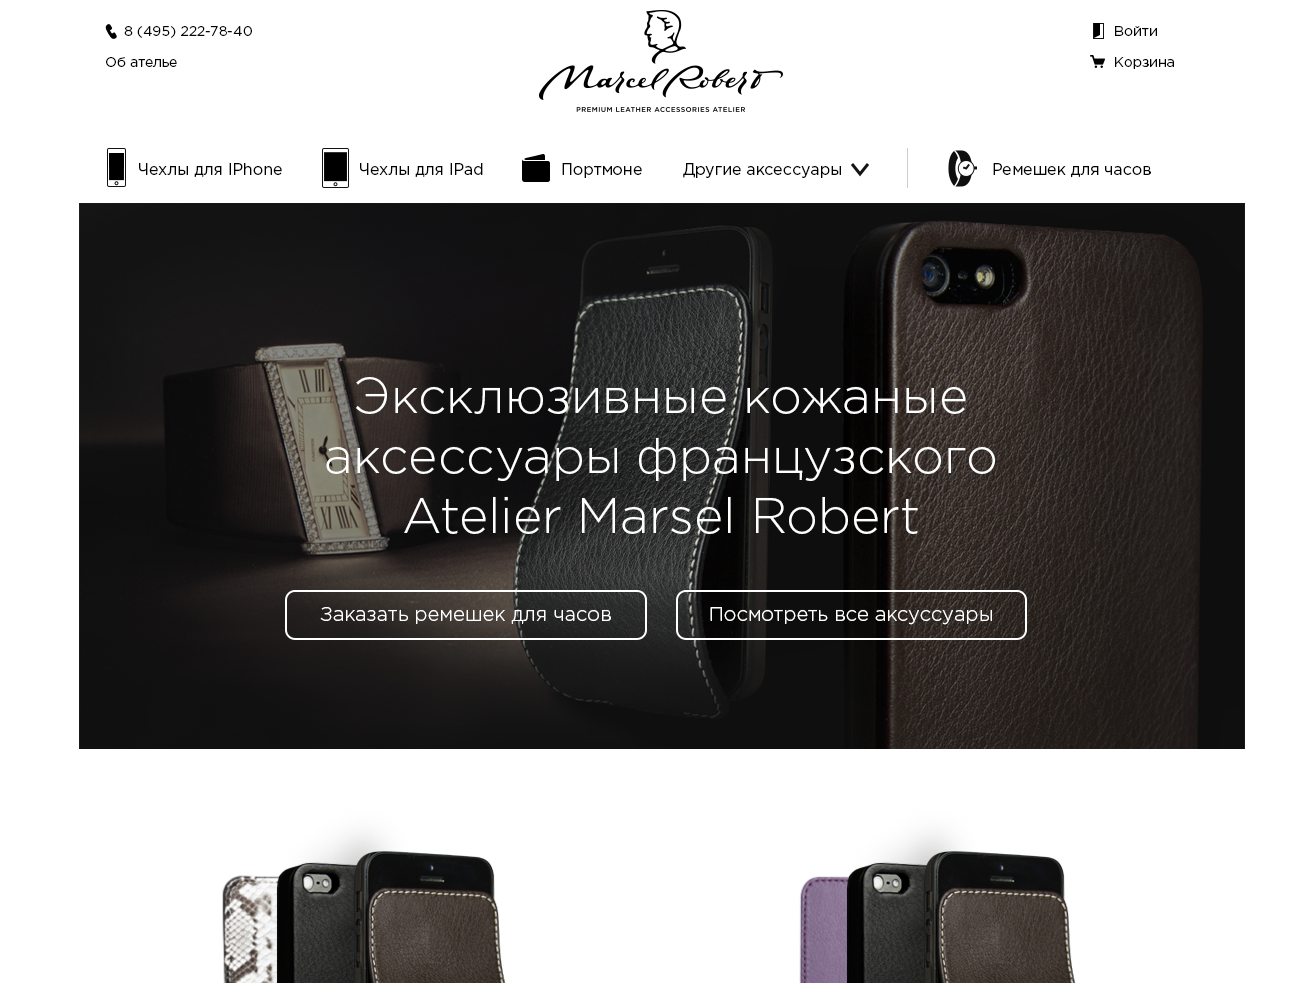 8 (495) 222-78-40
Об ателье
Marcel Robert
PREMIUM LEATHER ACCESSORIES ATELIER
Войти
Корзина
Чехлы для IPhone
Чехлы для IPad
Портмоне
Другие аксессуары
Ремешек для часов
Эксклюзивные кожаные
аксессуары французского
Atelier Marsel Robert
Заказать ремешек для часов
Посмотреть все аксуссуары